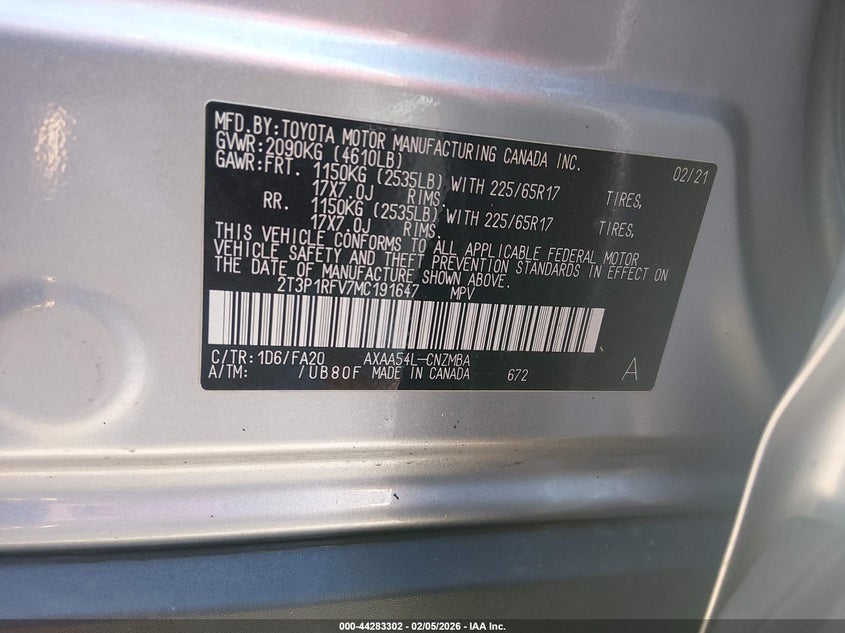 MFD.BY:TOYOTA MOTOR MANUFACTURING CANADA INC.
GVWR:2090KG (4610LB) 02/21
GAWR:FRT. 1150KG (2535LB) WITH 225/65R17 TIRES,
17X7.0J RIMS.
RR. 1150KG (2535LB) WITH 225/65R17 TIRES,
17X7.0J RIMS.
THIS VEHICLE CONFORMS TO ALL APPLICABLE FEDERAL MOTOR
VEHICLE SAFETY AND THEFT PREVENTION STANDARDS IN EFFECT ON
THE DATE OF MANUFACTURE SHOWN ABOVE.
2T3P1RFV7MC191647 MPV
C/TR:1D6/FA20 AXAA54L-CNZMBA
A/TM: /UB80F MADE IN CANADA 672 A
000-44283302 - 02/05/2026 - IAA Inc.